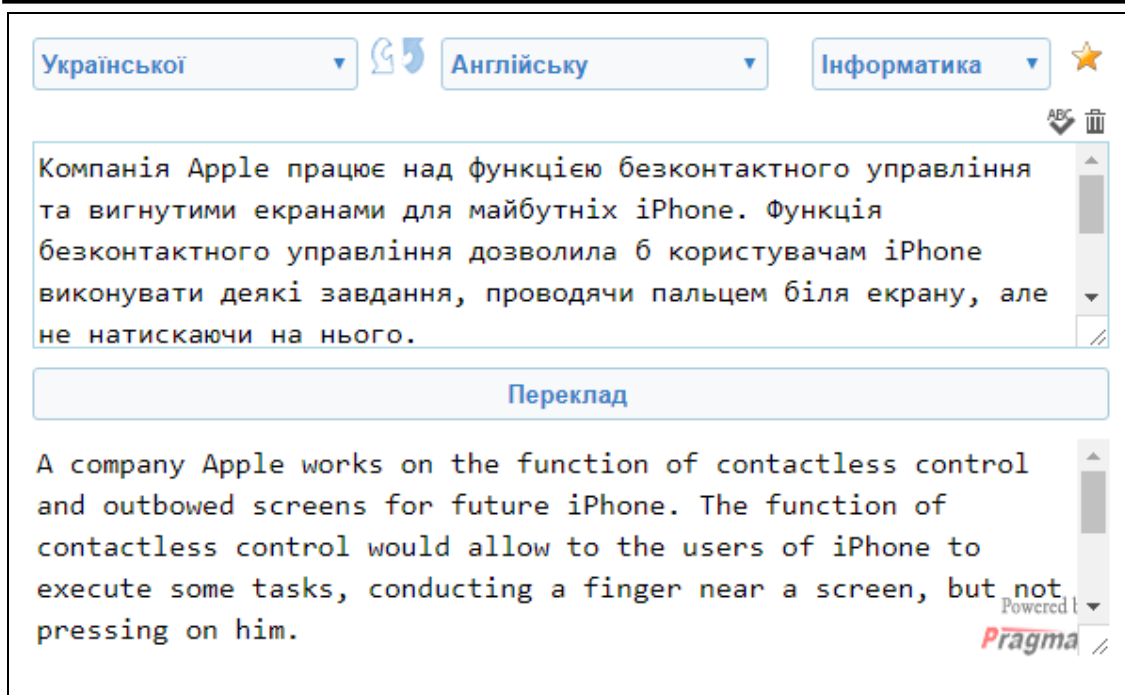 Української Англійську Інформатика
ABC
Компанія Apple працює над функцією безконтактного управління
та вигнутими екранами для майбутніх iPhone. Функція
безконтактного управління дозволила б користувачам iPhone
виконувати деякі завдання, проводячи пальцем біля екрану, але
не натискаючи на нього.
Переклад
A company Apple works on the function of contactless control
and outbowed screens for future iPhone. The function of
contactless control would allow to the users of iPhone to
execute some tasks, conducting a finger near a screen, but not
pressing on him.
Powered
Pragma